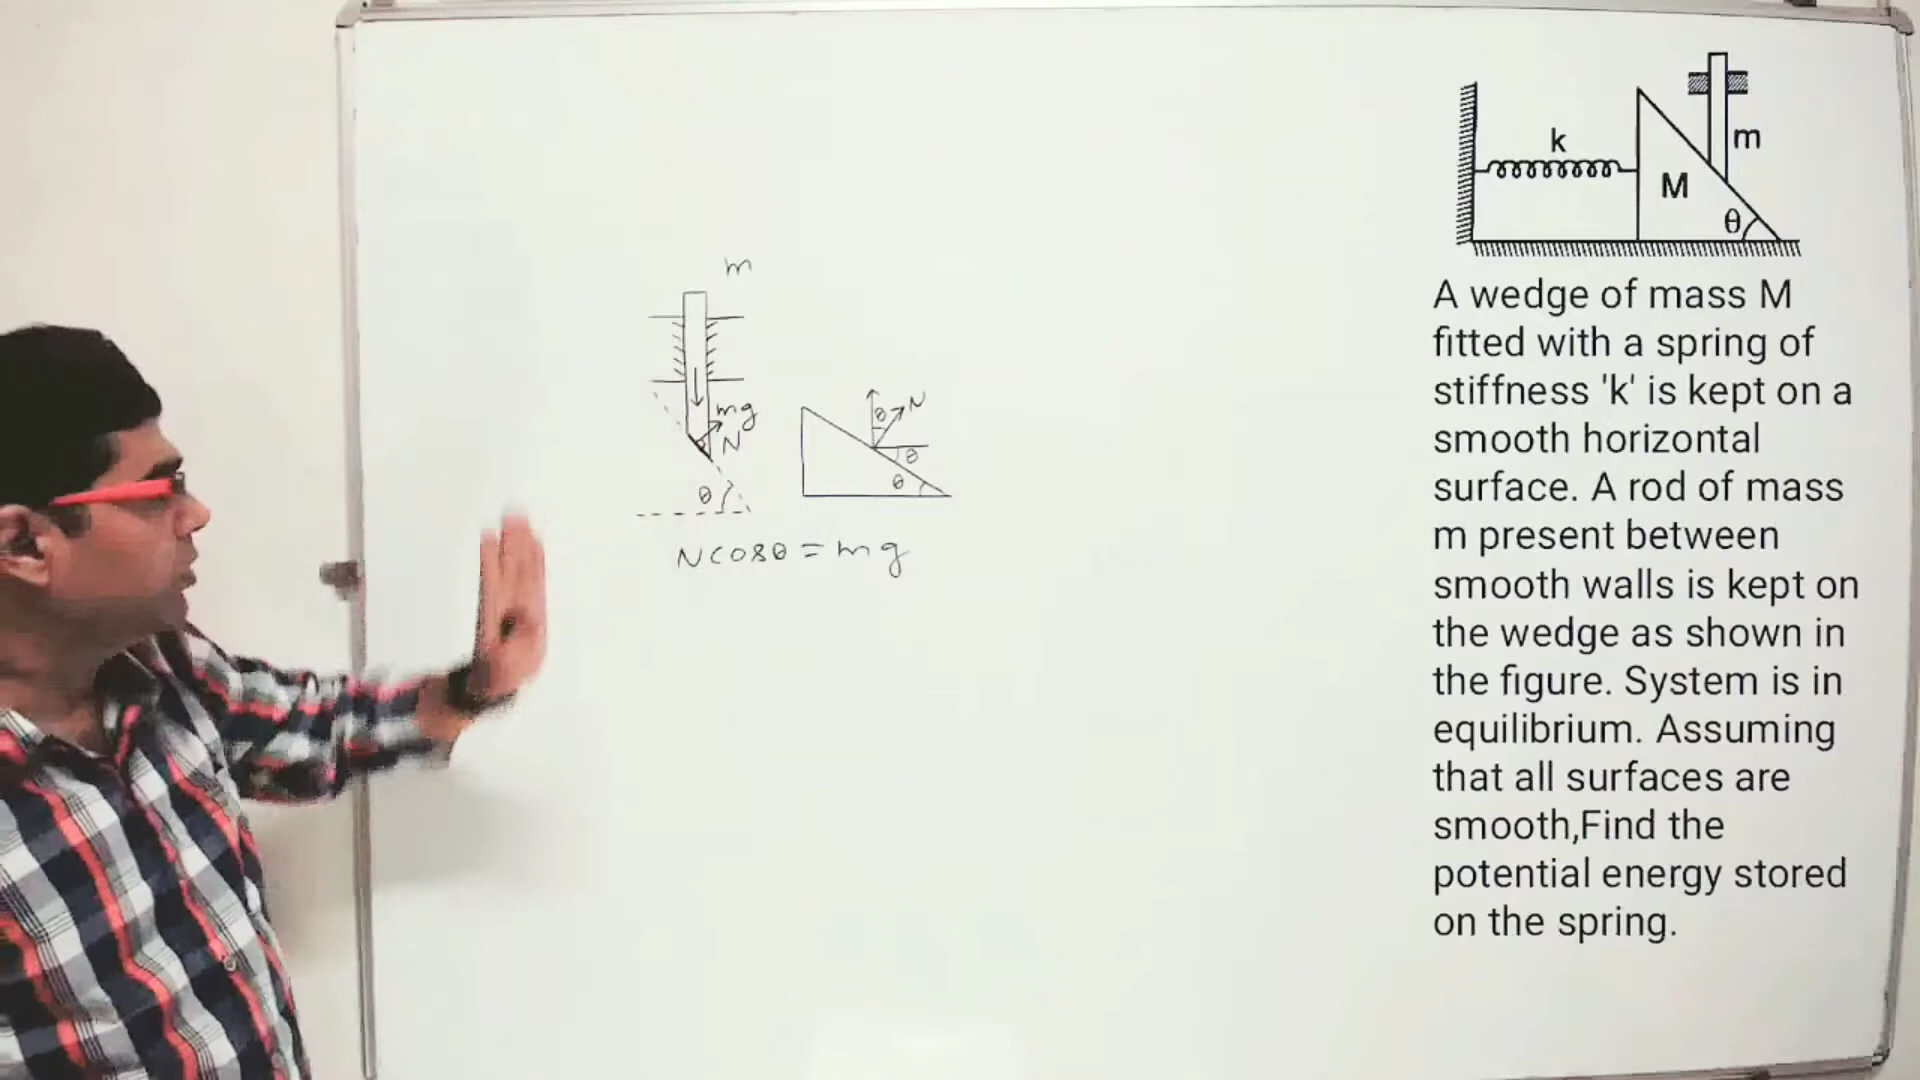 m
mg
N
θ
θ
N
θ
θ
Ncosθ = mg
k
m
M
θ
A wedge of mass M
fitted with a spring of
stiffness 'k' is kept on a
smooth horizontal
surface. A rod of mass
m present between
smooth walls is kept on
the wedge as shown in
the figure. System is in
equilibrium. Assuming
that all surfaces are
smooth,Find the
potential energy stored
on the spring.